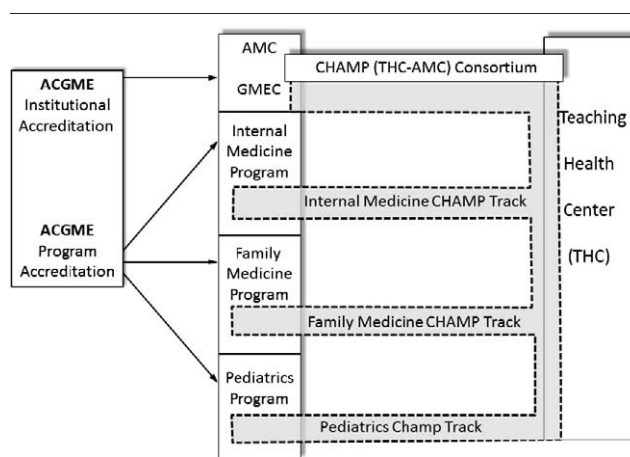 ACGME
Institutional
Accreditation
ACGME
Program
Accreditation
AMC
GMEC
Internal
Medicine
Program
Family
Medicine
Program
Pediatrics
Program
CHAMP (THC-AMC) Consortium
Internal Medicine CHAMP Track
Family Medicine CHAMP Track
Pediatrics Champ Track
Teaching
Health
Center
(THC)